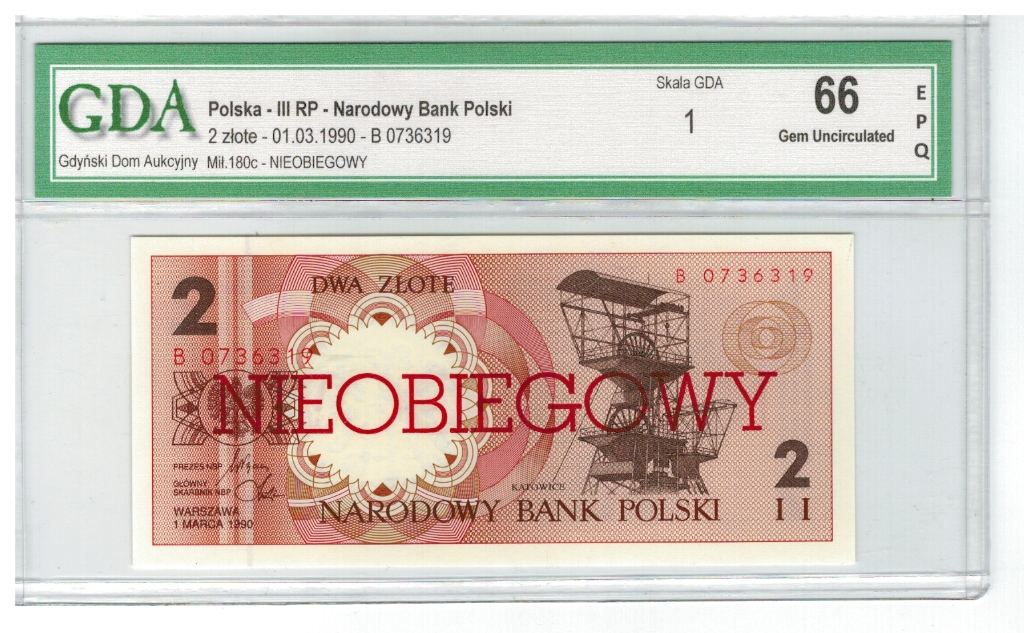 GDA
Gdyński Dom Aukcyjny
Polska - III RP - Narodowy Bank Polski
2 złote - 01.03.1990 - B 0736319
Mił.180c - NIEOBIEGOWY
Skala GDA
1
66
Gem Uncirculated
E
P
Q
2
DWA ZŁOTE
B 0736319
B 0736319
NIEOBIEGOWY
PREZES NBP
GŁÓWNY
SKARBNIK NBP
WARSZAWA
1 MARCA 1990
KATOWICE
NARODOWY BANK POLSKI
2
II